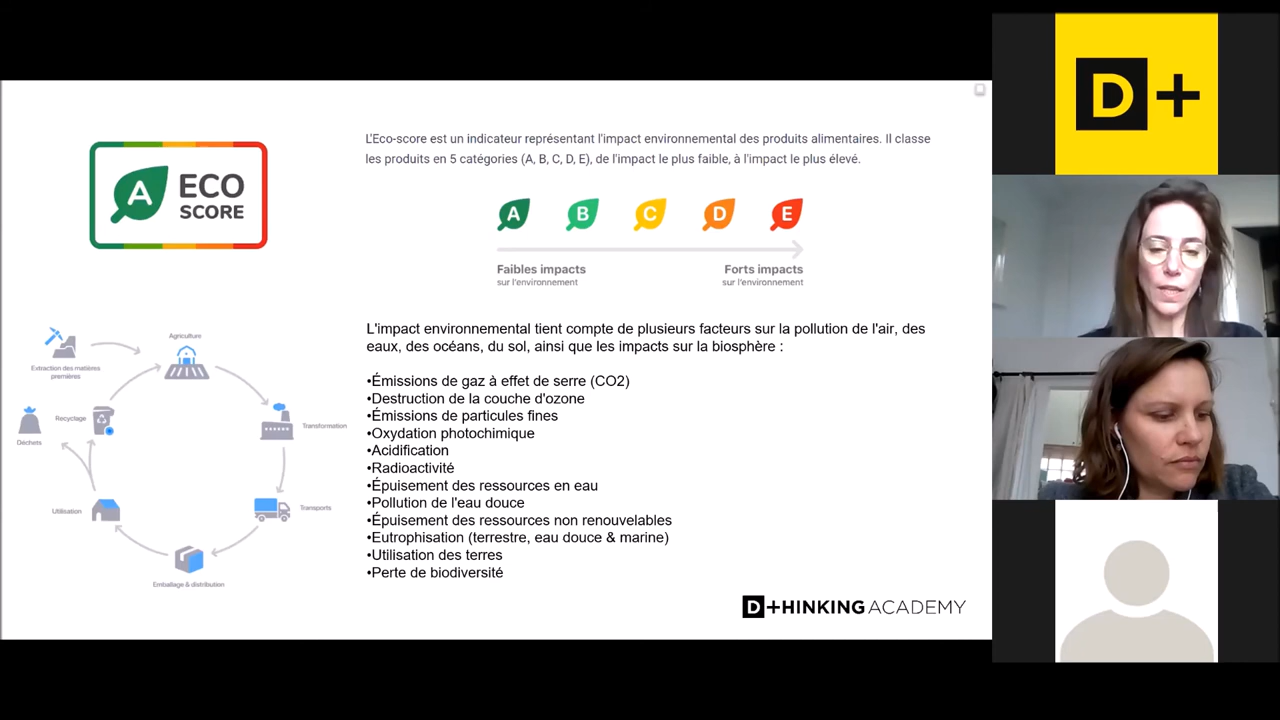 D+
L'Eco-score est un indicateur représentant l'impact environnemental des produits alimentaires. Il classe
les produits en 5 catégories (A, B, C, D, E), de l'impact le plus faible, à l'impact le plus élevé.
A ECO
SCORE
A B C D E
Faibles impacts
sur l'environnement
Forts impacts
sur l'environnement
L'impact environnemental tient compte de plusieurs facteurs sur la pollution de l'air, des
eaux, des océans, du sol, ainsi que les impacts sur la biosphère :
•Émissions de gaz à effet de serre (CO2)
•Destruction de la couche d'ozone
•Émissions de particules fines
•Oxydation photochimique
•Acidification
•Radioactivité
•Épuisement des ressources en eau
•Pollution de l'eau douce
•Épuisement des ressources non renouvelables
•Eutrophisation (terrestre, eau douce & marine)
•Utilisation des terres
•Perte de biodiversité
Agriculture
Extraction des matières
premières
Recyclage
Déchets
Transformation
Utilisation
Transports
Emballage & distribution
D+HINKING ACADEMY